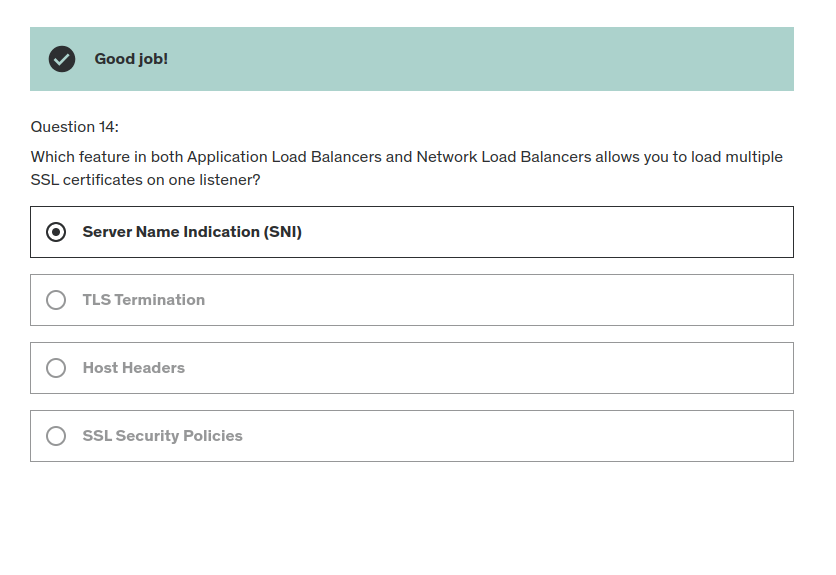 Good job!
Question 14:
Which feature in both Application Load Balancers and Network Load Balancers allows you to load multiple
SSL certificates on one listener?
Server Name Indication (SNI)
TLS Termination
Host Headers
SSL Security Policies